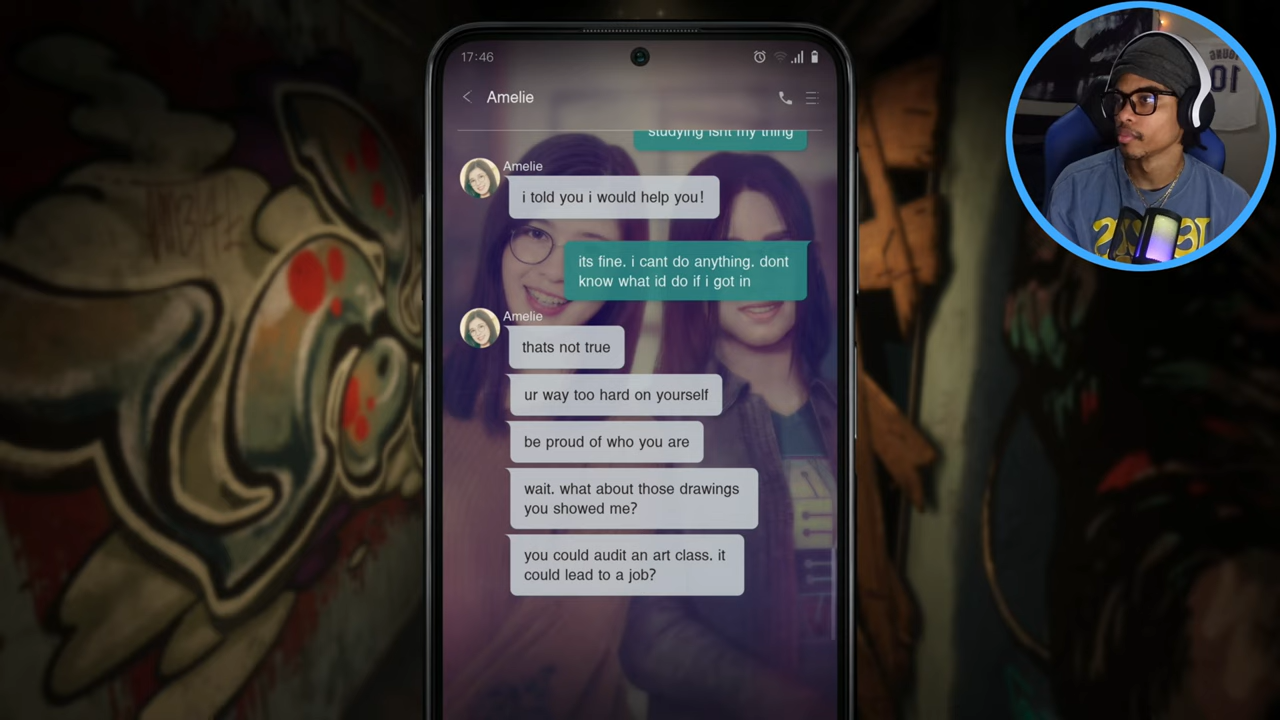 17:46
Amelie
studying isnt my thing
Amelie
i told you i would help you!
its fine. i cant do anything. dont
know what id do if i got in
Amelie
thats not true
ur way too hard on yourself
be proud of who you are
wait. what about those drawings
you showed me?
you could audit an art class. it
could lead to a job?
YOUNG
10